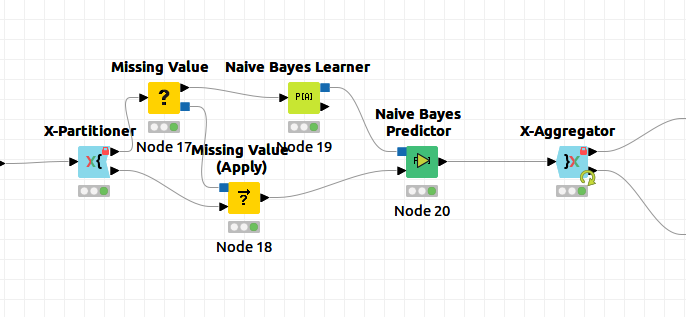 Missing Value
Naive Bayes Learner
P[A]
Node 17
Node 19
Naive Bayes
Predictor
X-Aggregator
X-Partitioner
X{
}X
Missing Value
(Apply)
?
?
Node 20
Node 18